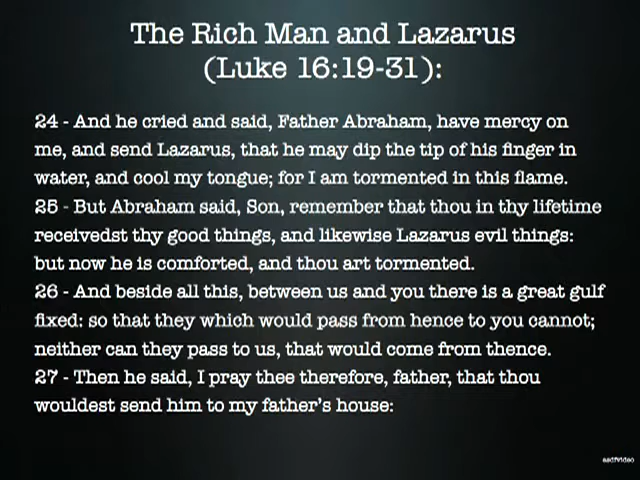 The Rich Man and Lazarus
(Luke 16:19-31):
24 - And he cried and said, Father Abraham, have mercy on
me, and send Lazarus, that he may dip the tip of his finger in
water, and cool my tongue; for I am tormented in this flame.
25 - But Abraham said, Son, remember that thou in thy lifetime
receivedst thy good things, and likewise Lazarus evil things:
but now he is comforted, and thou art tormented.
26 - And beside all this, between us and you there is a great gulf
fixed: so that they which would pass from hence to you cannot;
neither can they pass to us, that would come from thence.
27 - Then he said, I pray thee therefore, father, that thou
wouldest send him to my father's house:
asdfvideo